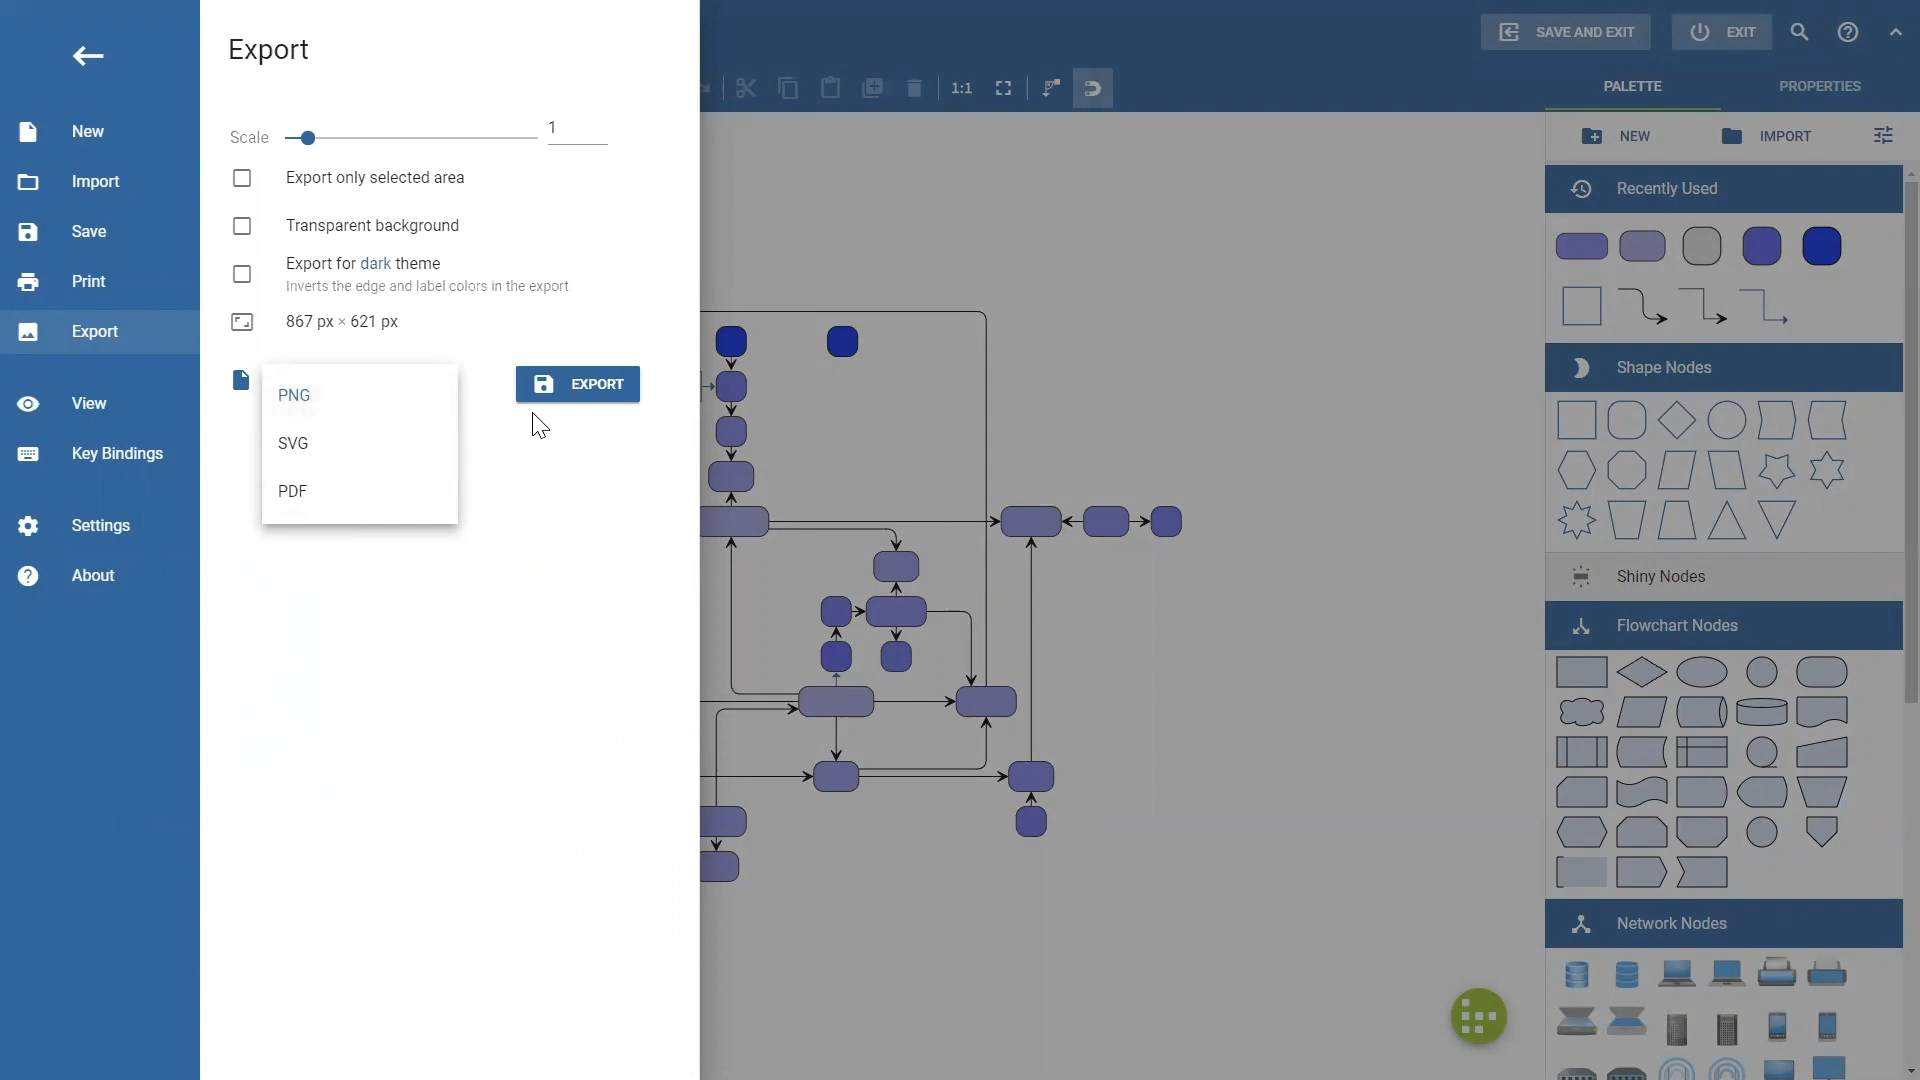 Export
SAVE AND EXIT
EXIT
1:1
PALETTE
PROPERTIES
NEW
IMPORT
New
Import
Save
Print
Export
View
Key Bindings
Settings
About
Scale
1
Export only selected area
Transparent background
Export for dark theme
Inverts the edge and label colors in the export
867 px × 621 px
PNG
SVG
PDF
EXPORT
Recently Used
Shape Nodes
Shiny Nodes
Flowchart Nodes
Network Nodes